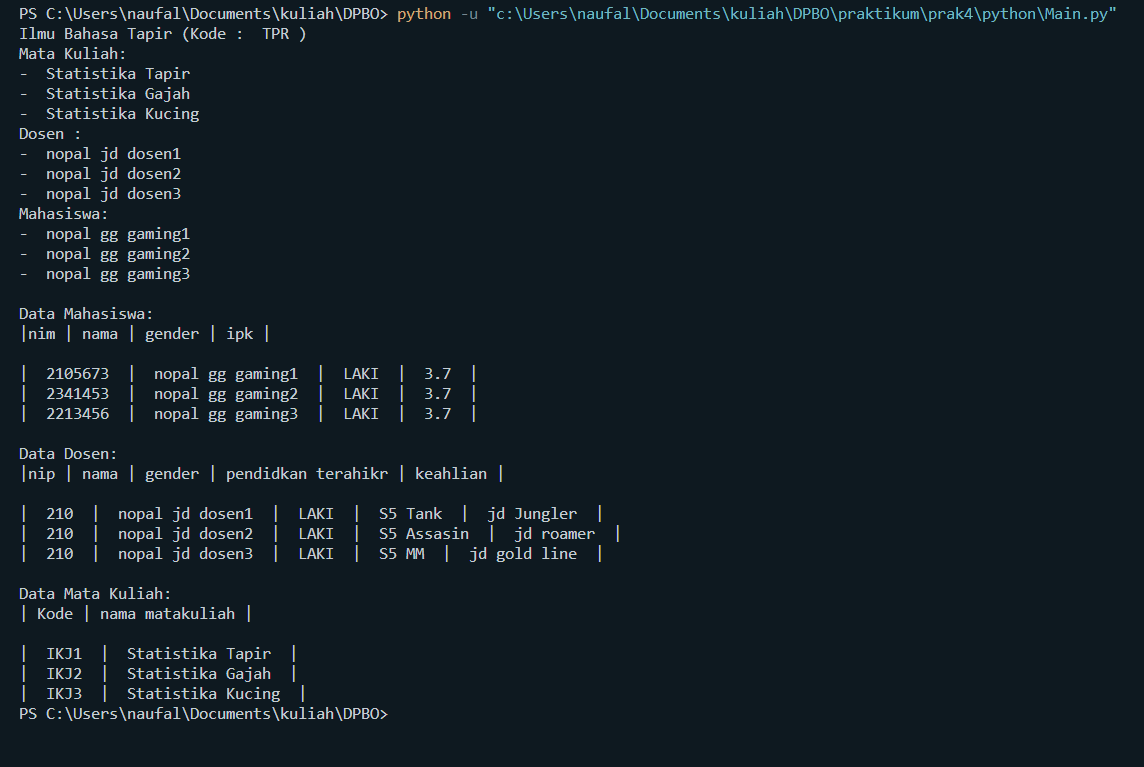 PS C:\Users\naufal\Documents\kuliah\DPBO> python -u "c:\Users\naufal\Documents\kuliah\DPBO\praktikum\prak4\python\Main.py"
Ilmu Bahasa Tapir (Kode :  TPR )
Mata Kuliah:
-  Statistika Tapir
-  Statistika Gajah
-  Statistika Kucing
Dosen :
-  nopal jd dosen1
-  nopal jd dosen2
-  nopal jd dosen3
Mahasiswa:
-  nopal gg gaming1
-  nopal gg gaming2
-  nopal gg gaming3
Data Mahasiswa:
|nim | nama | gender | ipk |
|  2105673  |  nopal gg gaming1  |  LAKI  |  3.7  |
|  2341453  |  nopal gg gaming2  |  LAKI  |  3.7  |
|  2213456  |  nopal gg gaming3  |  LAKI  |  3.7  |
Data Dosen:
|nip | nama | gender | pendidkan terahikr | keahlian |
|  210  |  nopal jd dosen1  |  LAKI  |  S5 Tank  |  jd Jungler  |
|  210  |  nopal jd dosen2  |  LAKI  |  S5 Assasin  |  jd roamer  |
|  210  |  nopal jd dosen3  |  LAKI  |  S5 MM  |  jd gold line  |
Data Mata Kuliah:
| Kode | nama matakuliah |
|  IKJ1  |  Statistika Tapir  |
|  IKJ2  |  Statistika Gajah  |
|  IKJ3  |  Statistika Kucing  |
PS C:\Users\naufal\Documents\kuliah\DPBO>